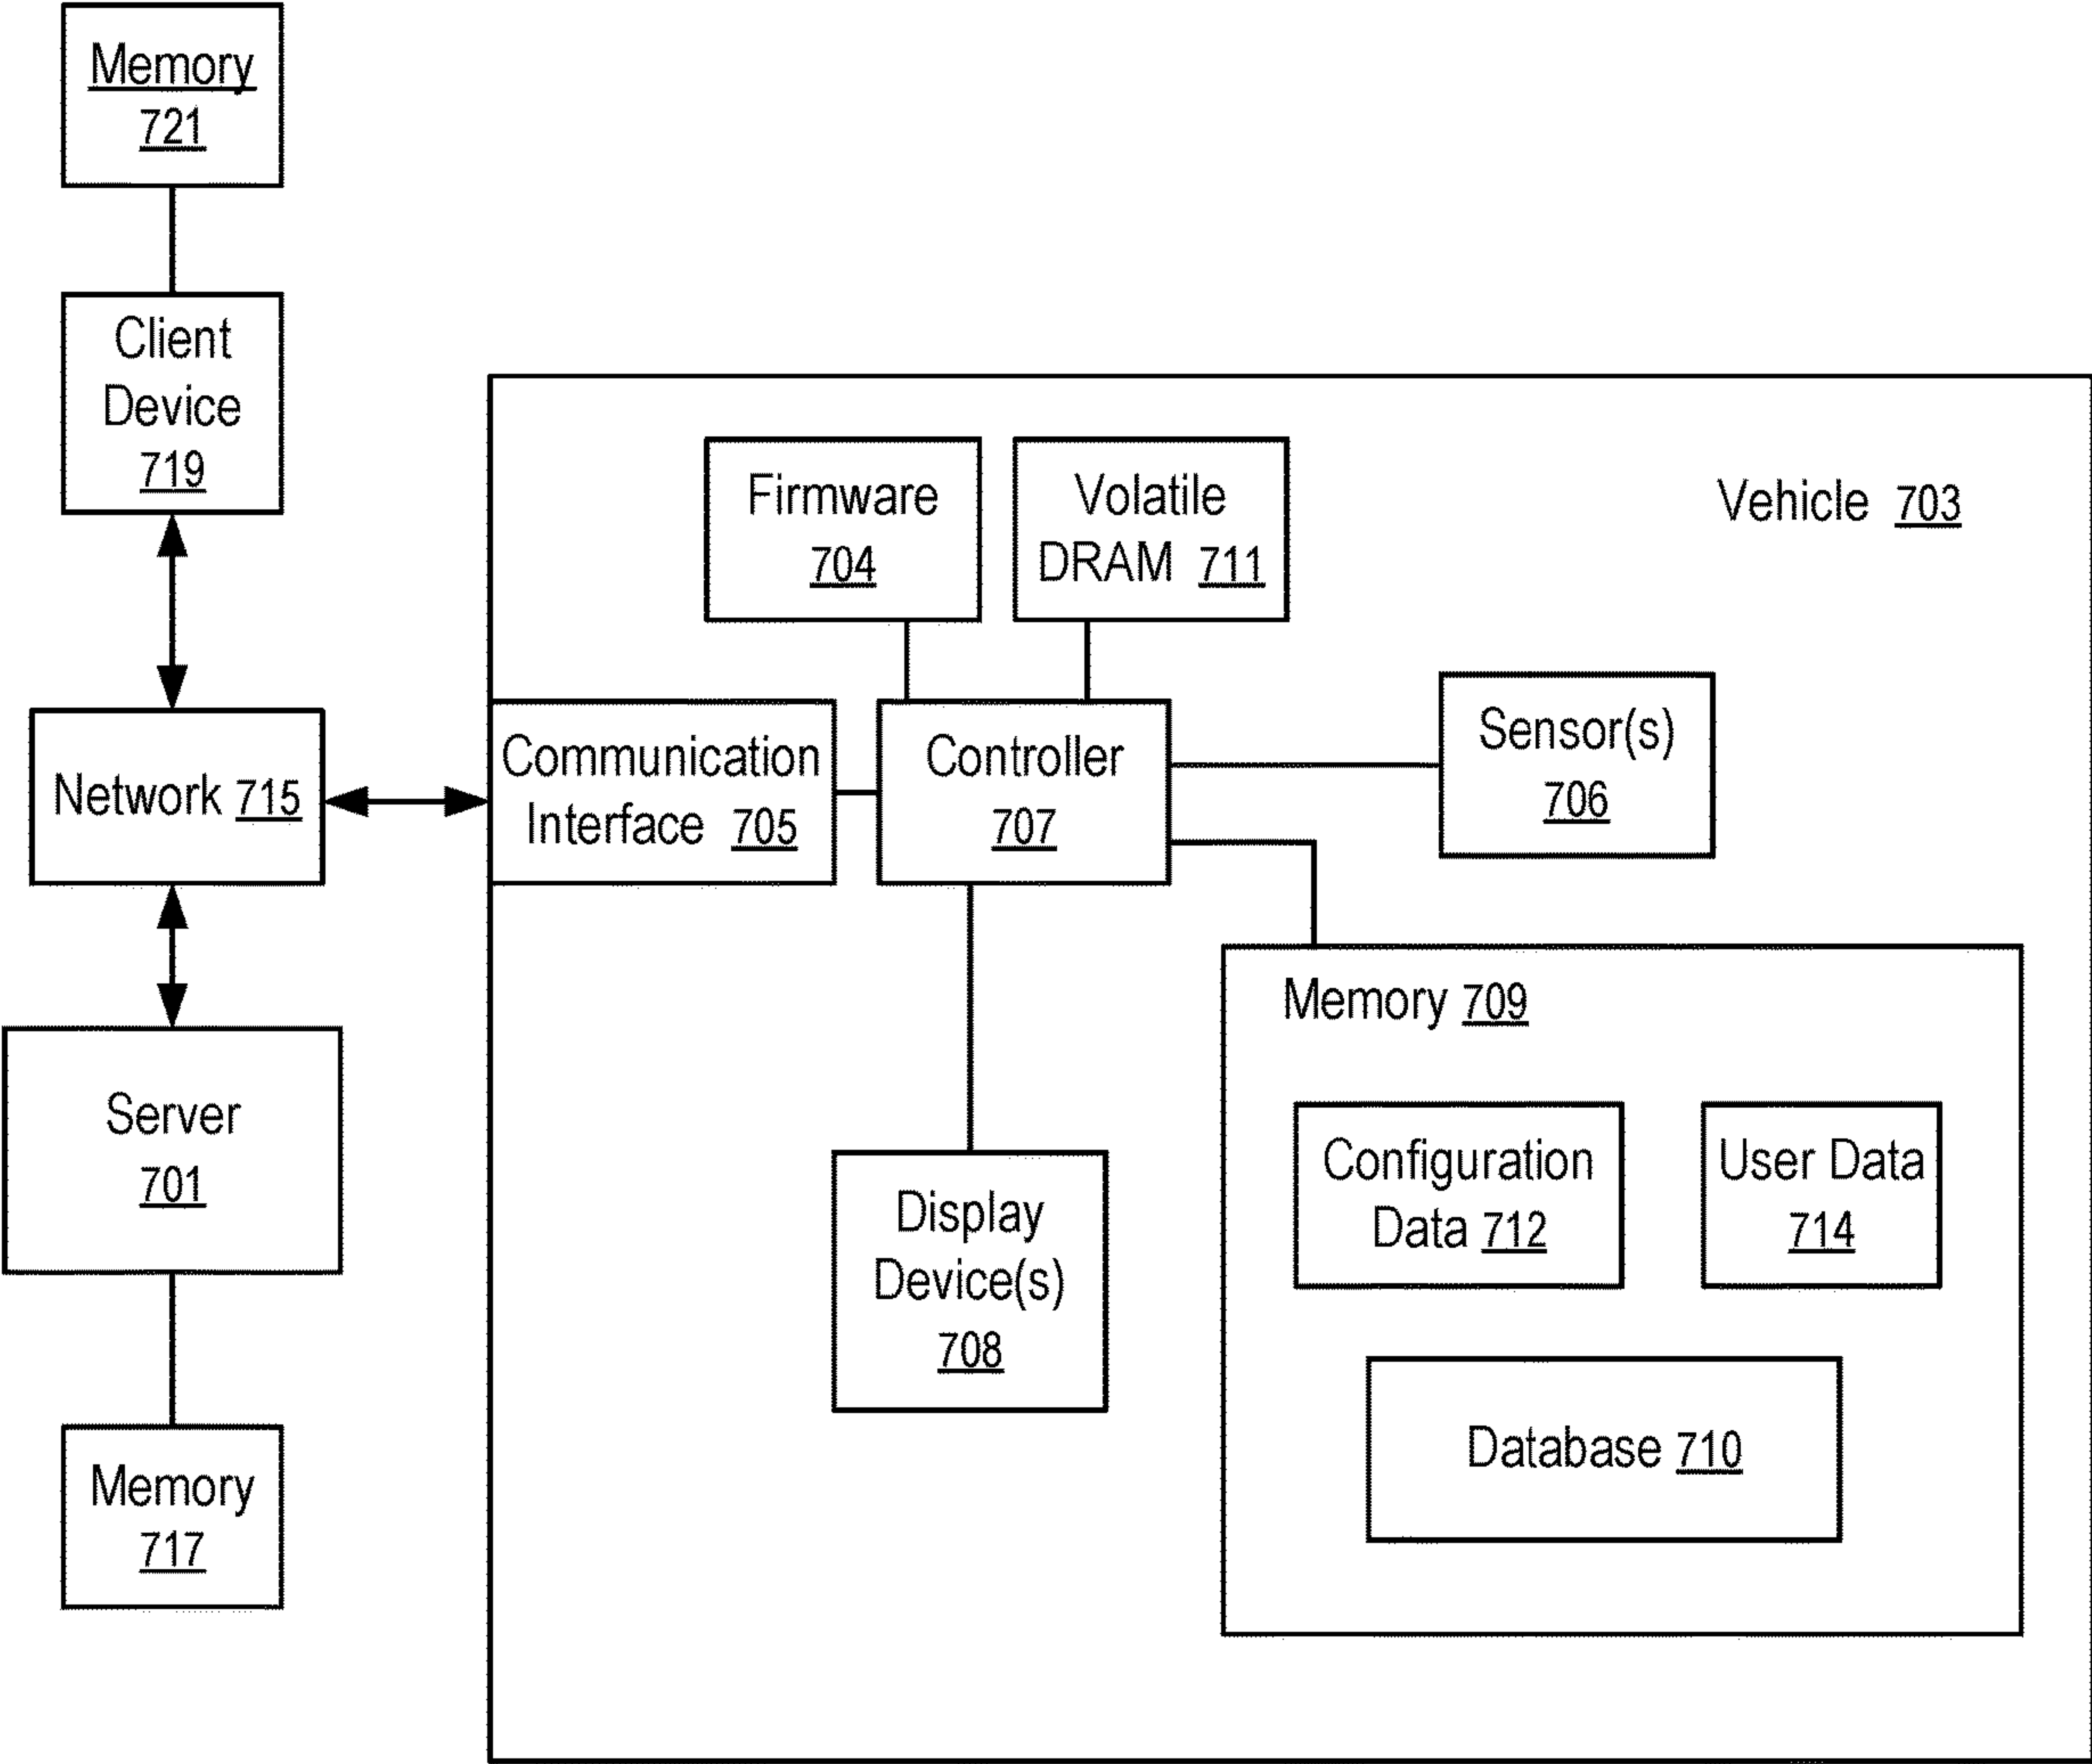 Memory
721
Client
Device
719
Network 715
Server
701
Memory
717
Vehicle 703
Firmware
704
Volatile
DRAM 711
Communication
Interface 705
Controller
707
Sensor(s)
706
Display
Device(s)
708
Memory 709
Configuration
Data 712
User Data
714
Database 710